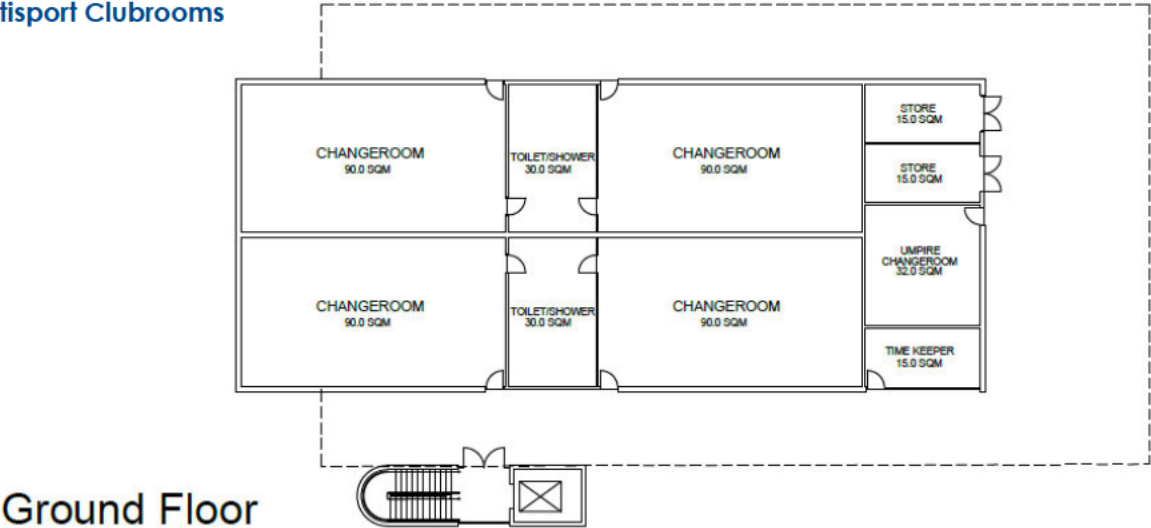 tisport Clubrooms
CHANGEROOM
90.0 SQM
TOILET/SHOWER
30.0 SQM
CHANGEROOM
90.0 SQM
STORE
15.0 SQM
STORE
15.0 SQM
UMPIRE
CHANGEROOM
32.0 SQM
CHANGEROOM
90.0 SQM
TOILET/SHOWER
30.0 SQM
CHANGEROOM
90.0 SQM
TIME KEEPER
15.0 SQM
Ground Floor